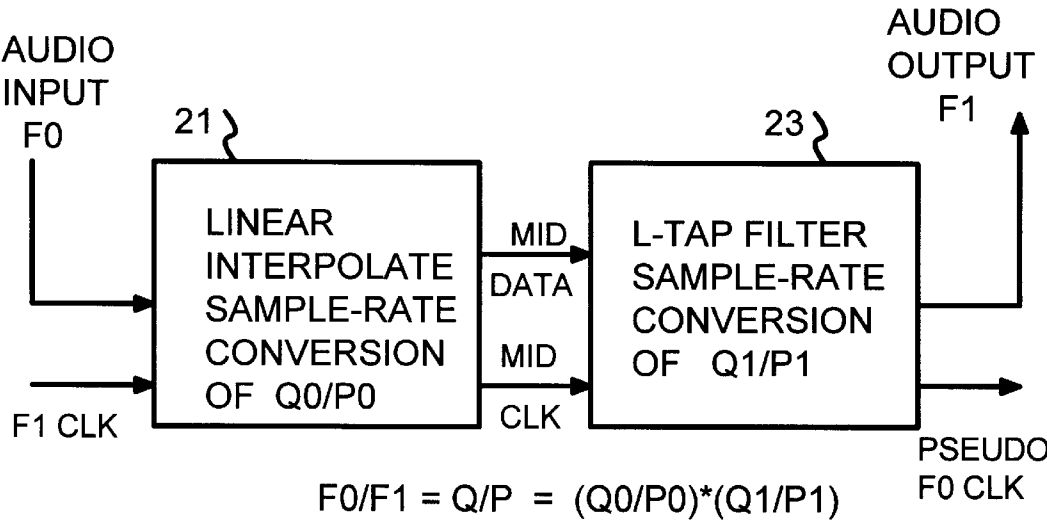 AUDIO
INPUT
F0
21
LINEAR
INTERPOLATE
SAMPLE-RATE
CONVERSION
OF Q0/P0
F1 CLK
MID
DATA
MID
CLK
23
L-TAP FILTER
SAMPLE-RATE
CONVERSION
OF Q1/P1
AUDIO
OUTPUT
F1
PSEUDO
F0 CLK
F0/F1 = Q/P = (Q0/P0)*(Q1/P1)